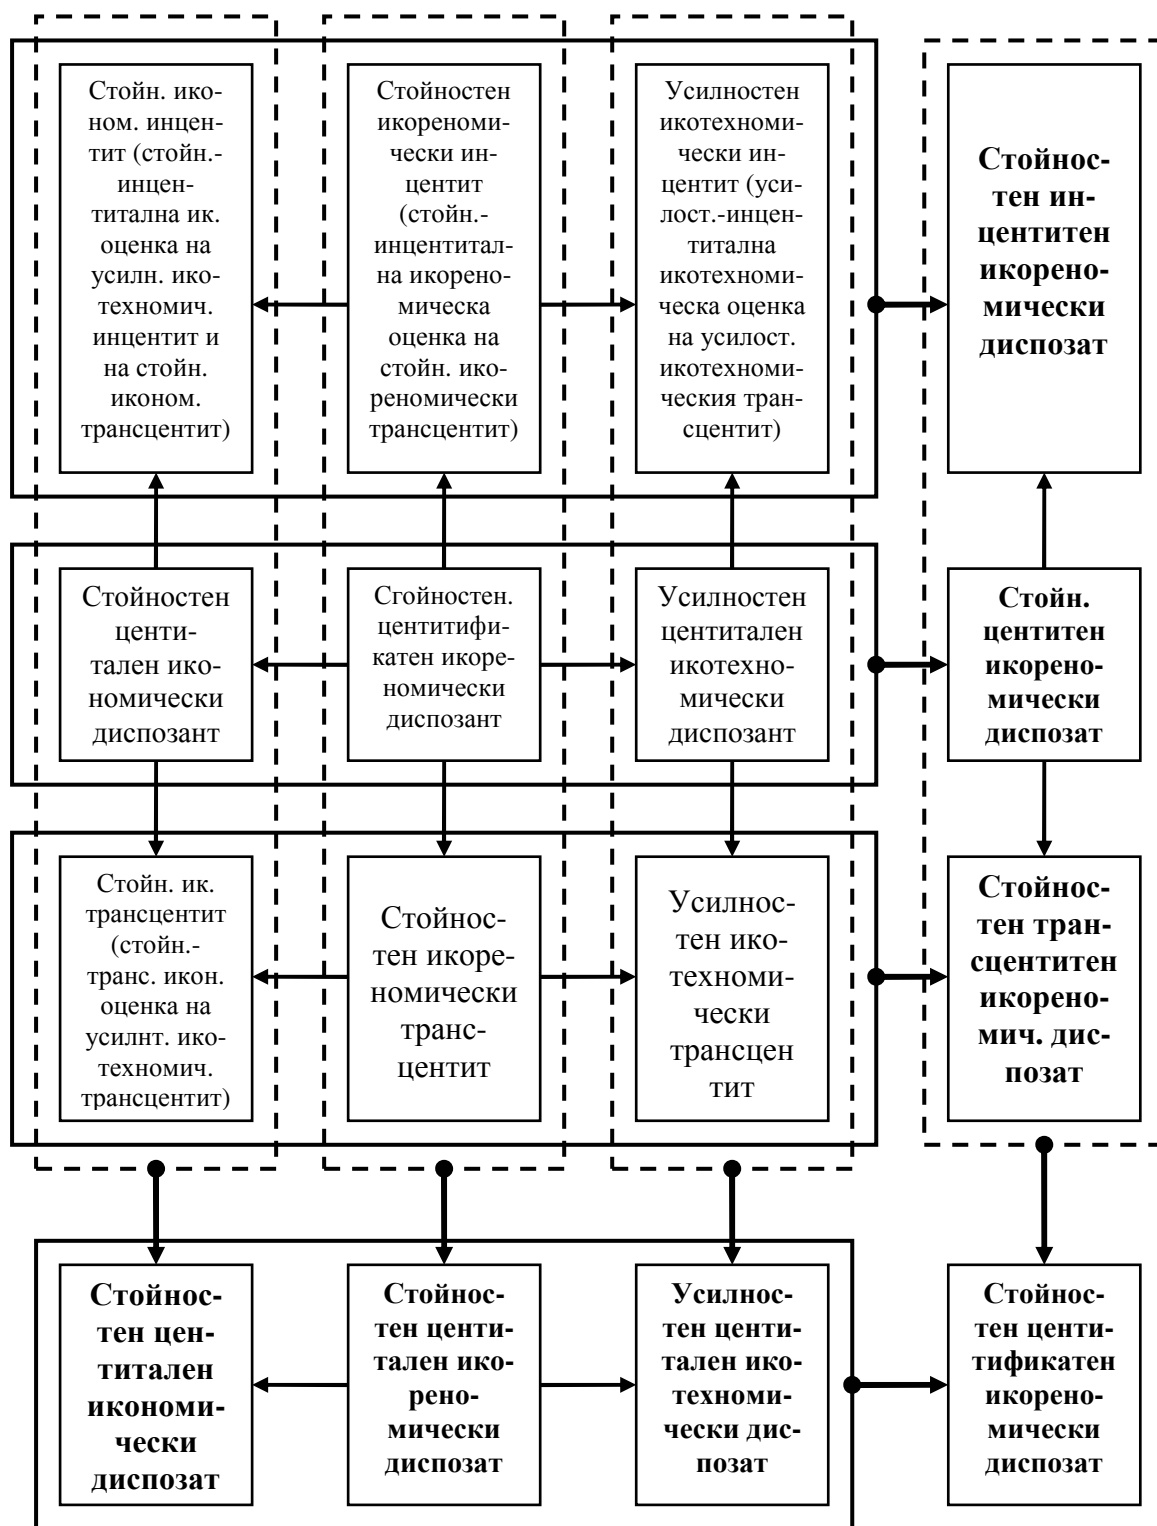 Стойн. ико-
ном. инцен-
тит (стойн.-
инцен-
титална ик.
оценка на
усилн. ико-
техномич.
инцентит и
на стойн.
иконом.
трансцентит)
Стойностен
икореноми-
чески ин-
центит
(стойн.-
инцентитал-
на икорено-
мическа
оценка на
стойн. ико-
реномически
трансцентит)
Усилностен
икотехноми-
чески ин-
центит (уси-
лост.-инцен-
титална
икотехноми-
ческа оценка
на усилост.
икотехноми-
ческия тран-
сцентит)
Стойнос-
тен ин-
центитен
икорено-
мически
диспозат
Стойностен
центи-
тален ико-
номически
диспозант
Сгойностен.
центитифи-
катен икоре-
номически
диспозант
Усилностен
центитален
икотехно-
мически
диспозант
Стойн.
центитен
икорено-
мически
диспозат
Стойн. ик.
трансцентит
(стойн.-
транс. икон.
оценка на
усилнт. ико-
техномич.
трансцентит)
Стойнос-
тен икоре-
номически
транс-
центит
Усилнос-
тен ико-
техноми-
чески
трансцен
тит
Стойнос-
тен тран-
сцентитен
икорено-
мич. дис-
позат
Стойнос-
тен цен-
титален
икономи-
чески
диспозат
Стойнос-
тен центи-
тален ико-
рено-
мически
диспозат
Усилнос-
тен центи-
тален ико-
техноми-
чески дис-
позат
Стойнос-
тен центи-
тификатен
икорено-
мически
диспозат